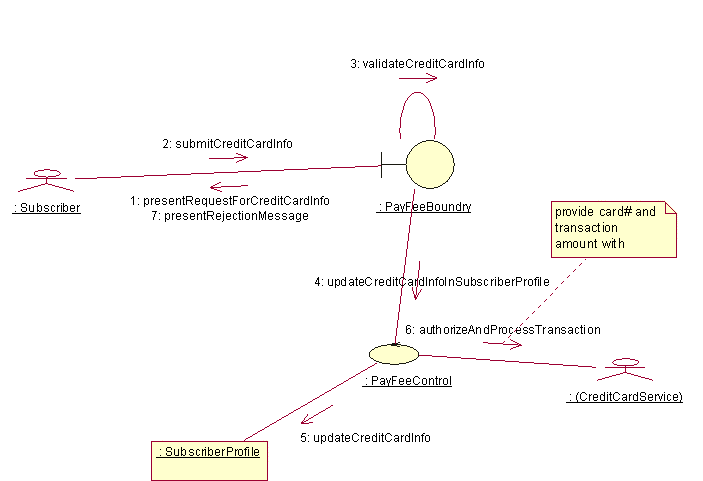 3: validateCreditCardInfo
2: submitCreditCardInfo
1: presentRequestForCreditCardInfo
7: presentRejectionMessage
: Subscriber
: PayFeeBoundry
provide card# and
transaction
amount with
4: updateCreditCardInfoInSubscriberProfile
6: authorizeAndProcessTransaction
: PayFeeControl
: (CreditCardService)
5: updateCreditCardInfo
: SubscriberProfile